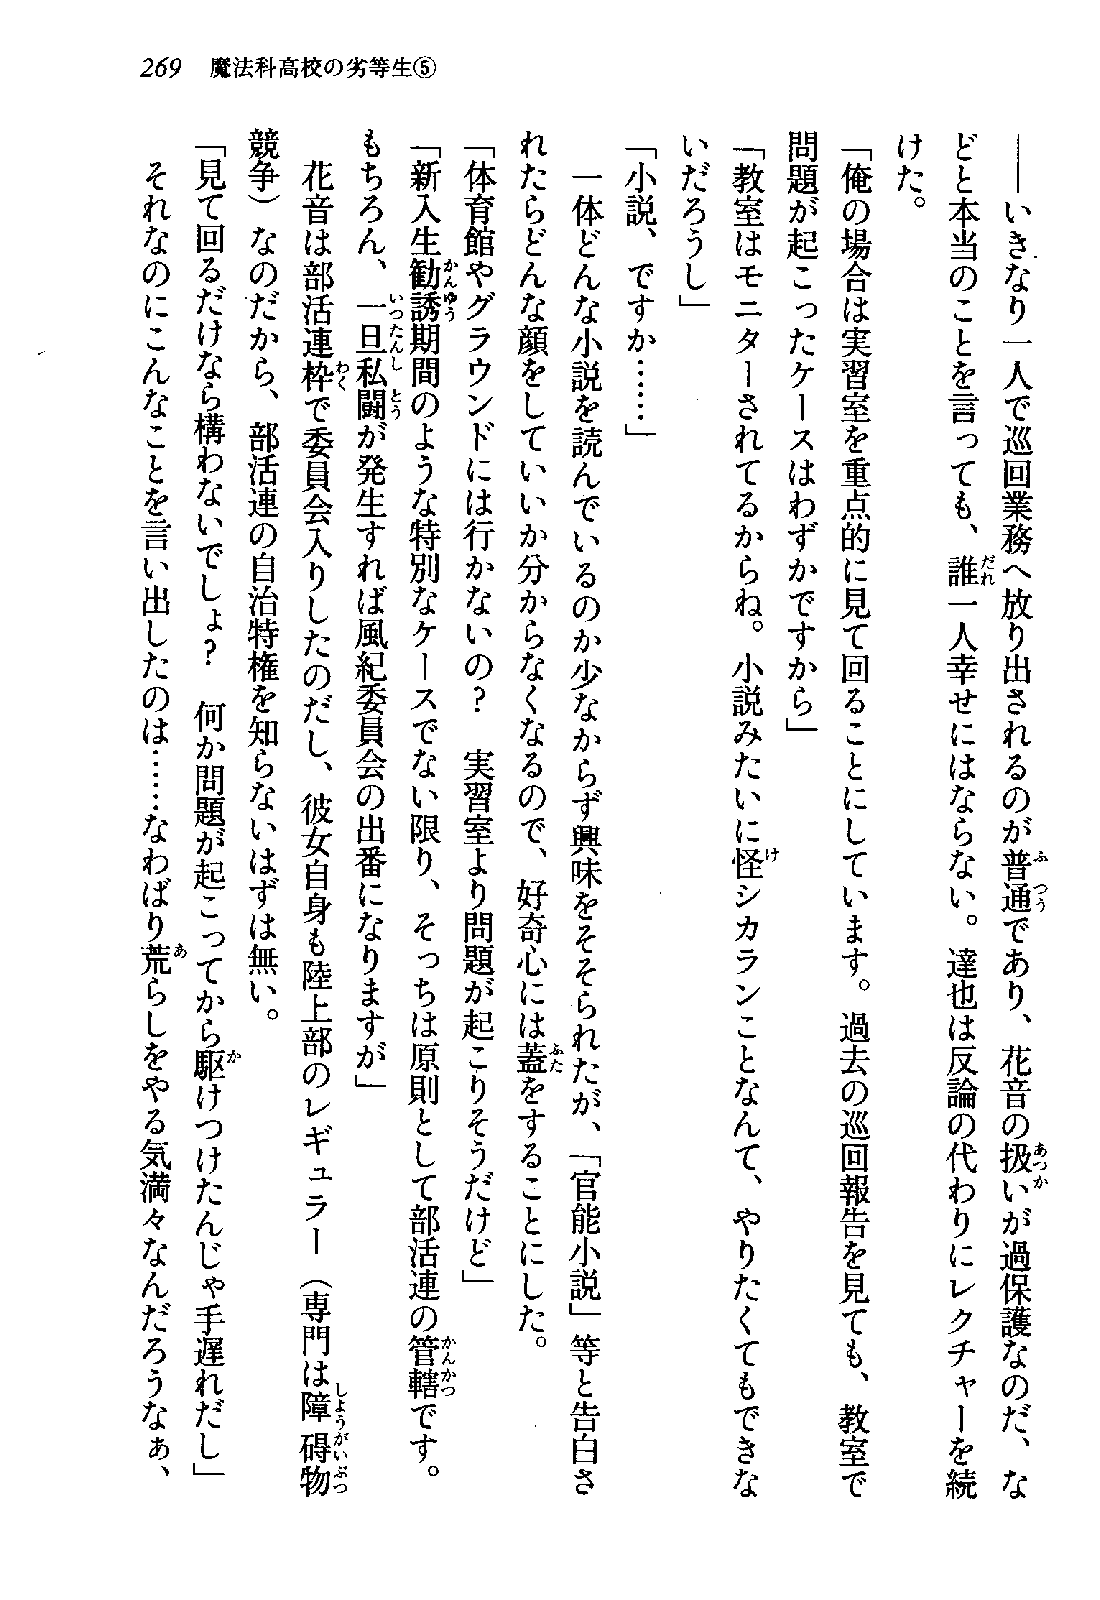 269　魔法科高校の劣等生⑤
――いきなり一人で巡回業務へ放り出されるのが普通であり、花音の扱いが過保護なのだ、な
どと本当のことを言っても、誰一人幸せにはならない。達也は反論の代わりにレクチャーを続
けた。
「俺の場合は実習室を重点的に見て回ることにしています。過去の巡回報告を見ても、教室で
問題が起こったケースはわずかですから」
「教室はモニターされてるからね。小説みたいに怪シカランことなんて、やりたくてもできな
いだろうし」
「小説、ですか……」
一体どんな小説を読んでいるのか少なからず興味をそそられたが、「官能小説」等と告白さ
れたらどんな顔をしていいか分からなくなるので、好奇心には蓋をすることにした。
「体育館やグラウンドには行かないの？　実習室より問題が起こりそうだけど」
「新入生勧誘期間のような特別なケースでない限り、そっちは原則として部活連の管轄です。
もちろん、一旦私闘が発生すれば風紀委員会の出番になりますが」
花音は部活連枠で委員会入りしたのだし、彼女自身も陸上部のレギュラー（専門は障碍物
競争）なのだから、部活連の自治特権を知らないはずは無い。
「見て回るだけなら構わないでしょ？　何か問題が起こってから駆けつけたんじゃ手遅れだし」
それなのにこんなことを言い出したのは……なわばり荒らしをやる気満々なんだろうなぁ、